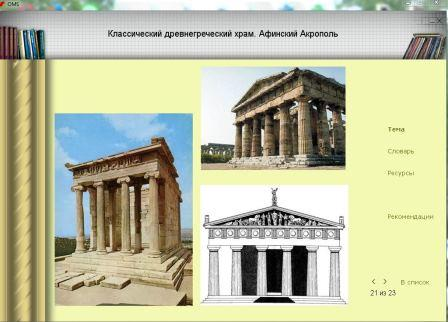 OMS
Классический древнегреческий храм. Афинский Акрополь
Тема
Словарь
Ресурсы
Рекомендации
< > В список
21 из 23